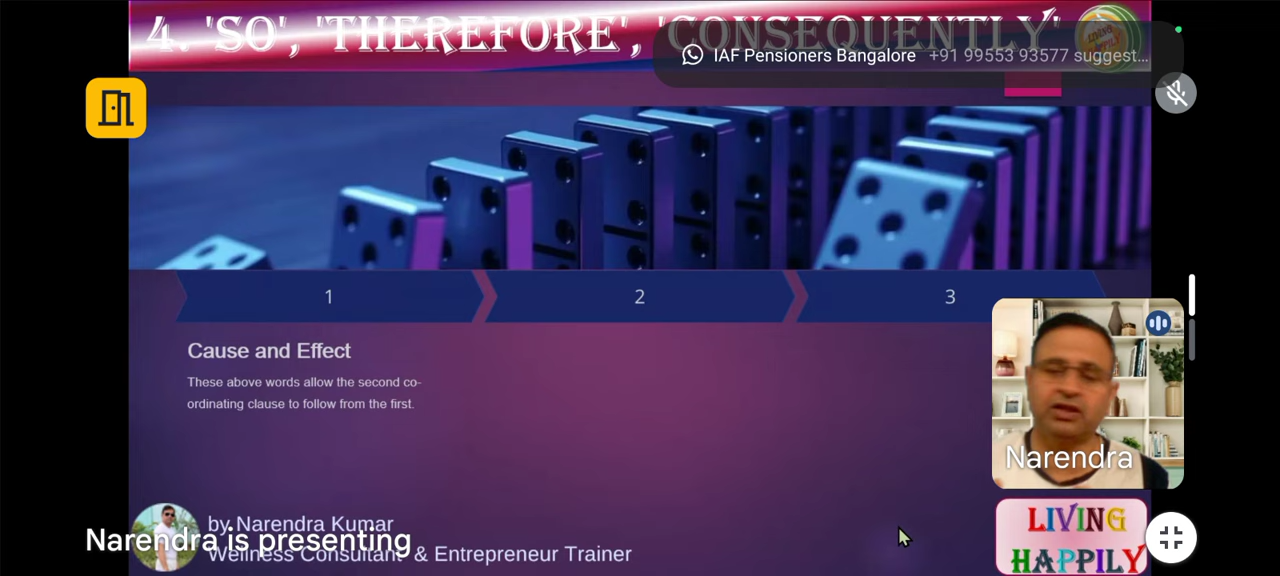 4. 'SO', 'THEREFORE', 'CONSEQUENTLY'
IAF Pensioners Bangalore +91 99553 93577 suggest...
1
2
3
Cause and Effect
These above words allow the second co-
ordinating clause to follow from the first.
Narendra
by Narendra Kumar
Narendra is presenting
Wellness Consultant & Entrepreneur Trainer
LIVING
HAPPILY